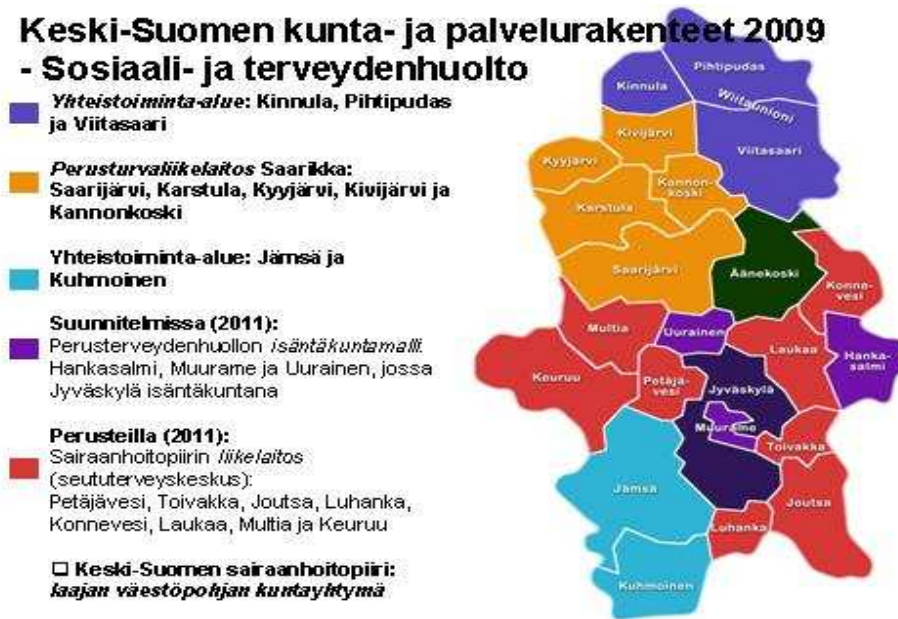 Keski-Suomen kunta- ja palvelurakenteet 2009
- Sosiaali- ja terveydenhuolto
Yhteistoiminta-alue: Kinnula, Pihtipudas
ja Viitasaari
Perusturvaliikelaitos Saarikka:
Saarijärvi, Karstula, Kyyjärvi, Kivijärvi ja
Kannonkoski
Yhteistoiminta-alue: Jämsä ja
Kuhmoinen
Suunnitelmissa (2011):
Perusterveydenhuollon isäntäkuntamalli:
Hankasalmi, Muurame ja Uurainen, jossa
Jyväskylä isäntäkuntana
Perusteilla (2011):
Sairaanhoitopiirin liikelaitos
(seututerveyskeskus):
Petäjävesi, Toivakka, Joutsa, Luhanka,
Konnevesi, Laukaa, Multia ja Keuruu
☐ Keski-Suomen sairaanhoitopiiri:
laajan väestöpohjan kuntayhtymä
Pihtipudas
Kinnula
Wiitaunioni
Kivijärvi
Viitasaari
Kyyjärvi
Kannon-
koski
Karstula
Saarijärvi
Äänekoski
Konne-
vesi
Multia
Uurainen
Laukaa
Hanka-
salmi
Keuruu
Petäjä-
vesi
Jyväskylä
Muurame
Toivakka
Jämsä
Joutsa
Luhanka
Kuhmoinen